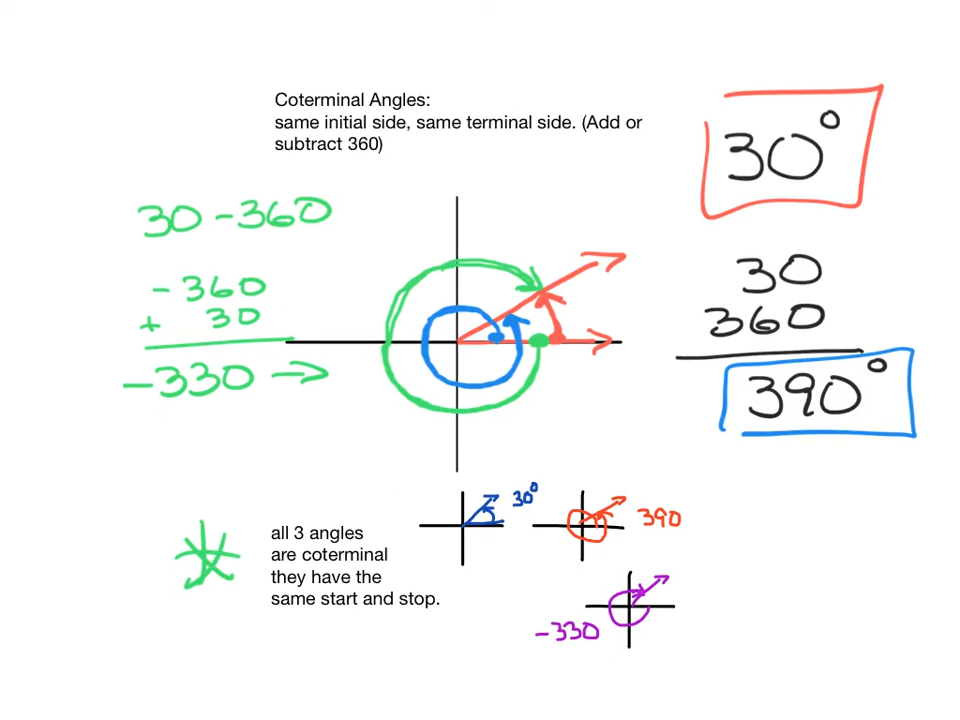 Coterminal Angles:
same initial side, same terminal side. (Add or
subtract 360)
30°
30 - 360
- 360
+ 30
-330 →
30
360
390°
all 3 angles
are coterminal
they have the
same start and stop.
30°
390
-330